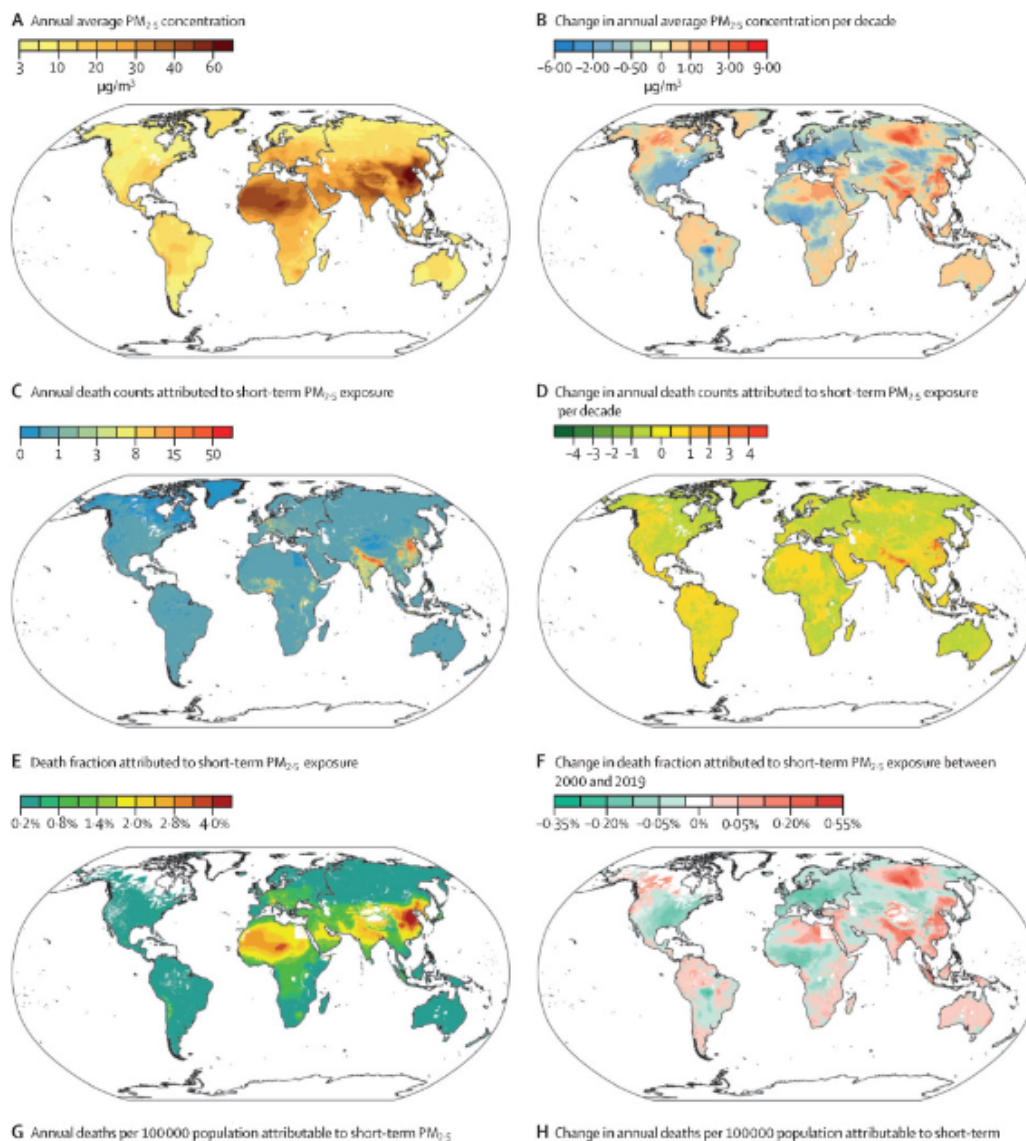 A Annual average PM2·5 concentration
3 10 20 30 40 60
µg/m³
B Change in annual average PM2·5 concentration per decade
–6·00 –2·00 –0·50 0 1·00 3·00 9·00
µg/m³
C Annual death counts attributed to short-term PM2·5 exposure
0 1 3 8 15 50
D Change in annual death counts attributed to short-term PM2·5 exposure
per decade
–4 –3 –2 –1 0 1 2 3 4
E Death fraction attributed to short-term PM2·5 exposure
0·2% 0·8% 1·4% 2·0% 2·8% 4·0%
F Change in death fraction attributed to short-term PM2·5 exposure between
2000 and 2019
–0·35% –0·20% –0·05% 0% 0·05% 0·20% 0·55%
G Annual deaths per 100 000 population attributable to short-term PM2·5
H Change in annual deaths per 100 000 population attributable to short-term